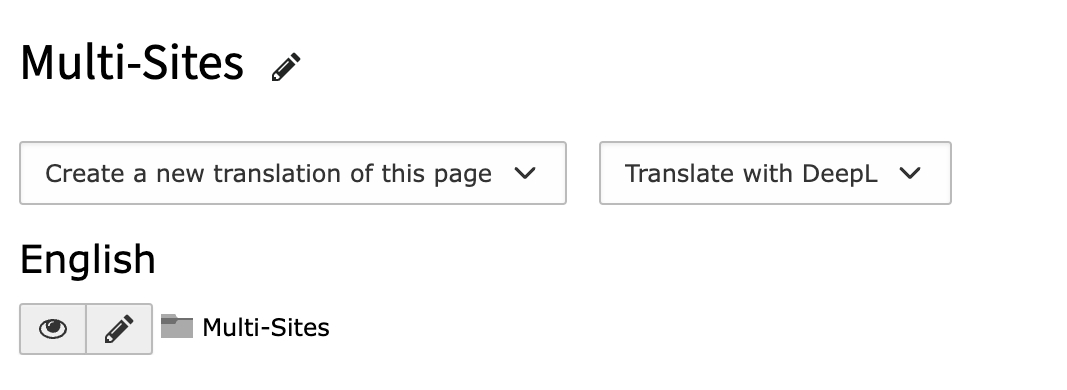 Multi-Sites
Create a new translation of this page
Translate with DeepL
English
Multi-Sites